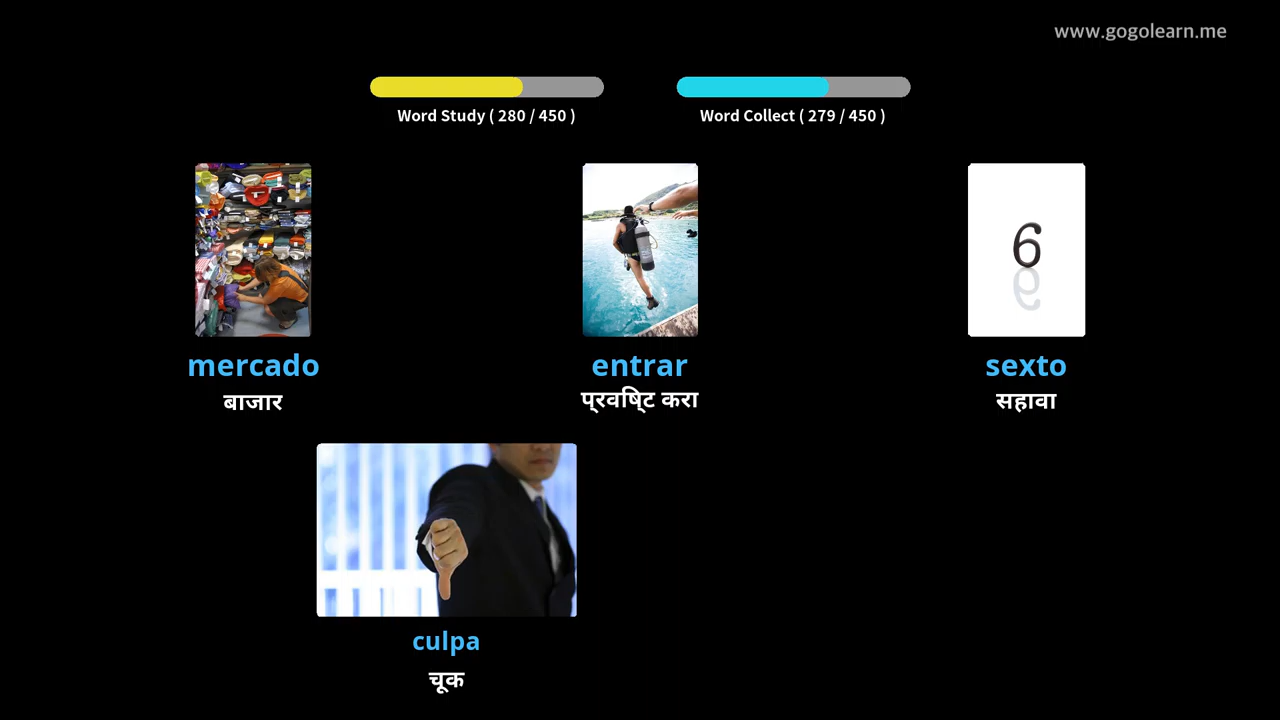 www.gogolearn.me
Word Study ( 280 / 450 )
Word Collect ( 279 / 450 )
6
mercado
entrar
sexto
बाजार
प्रविष्टि करा
सहावा
culpa
चूक